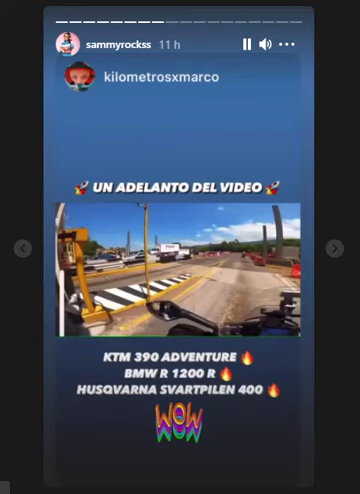 sammyrockss 11 h
kilometrosxmarco
🚀 UN ADELANTO DEL VIDEO 🚀
KTM 390 ADVENTURE 🔥
BMW R 1200 R 🔥
HUSQVARNA SVARTPILEN 400 🔥
WOW